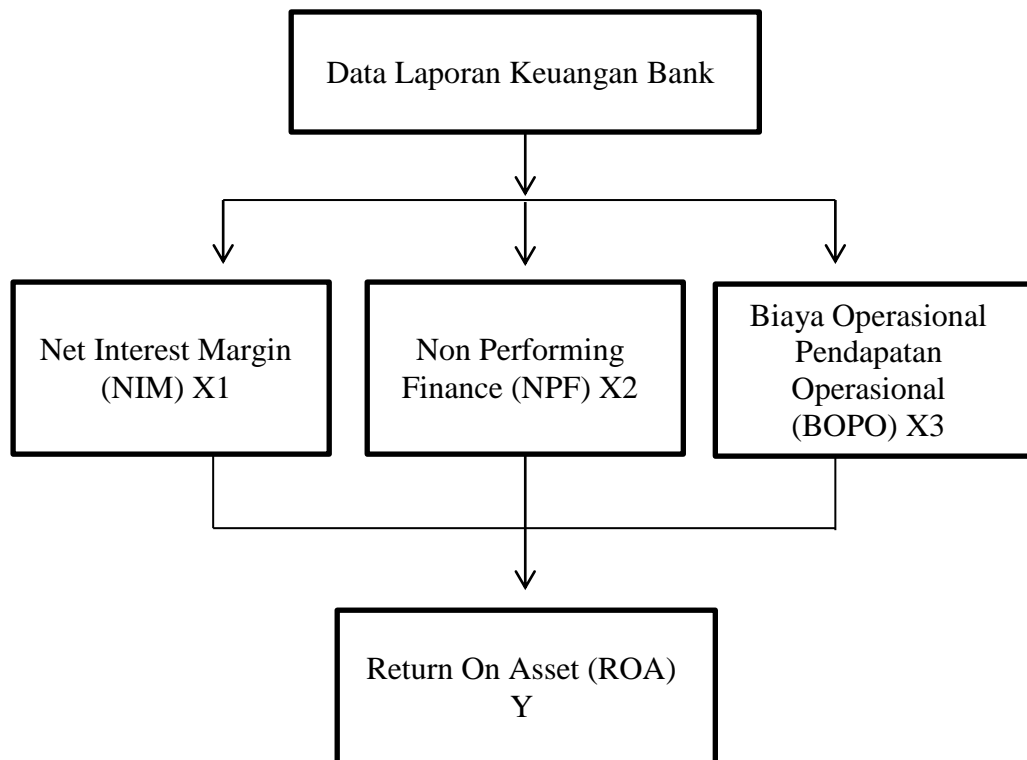 Data Laporan Keuangan Bank
Net Interest Margin
(NIM) X1
Non Performing
Finance (NPF) X2
Biaya Operasional
Pendapatan
Operasional
(BOPO) X3
Return On Asset (ROA)
Y